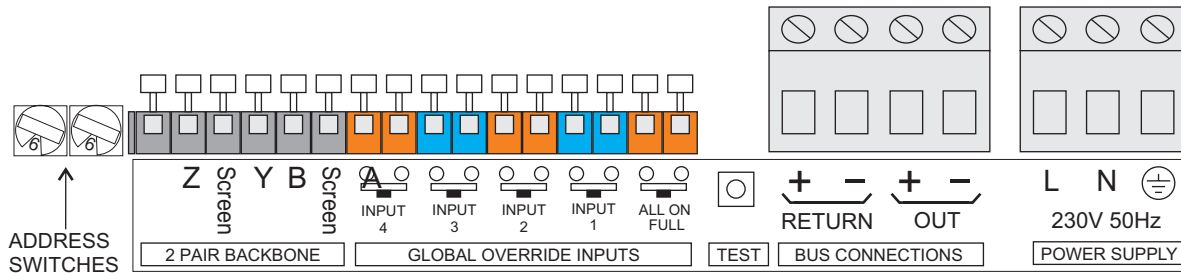 6 6
Z Screen Y B Screen A
INPUT 4
INPUT 3
INPUT 2
INPUT 1
ALL ON FULL
+ − + −
RETURN OUT
L N
230V 50Hz
ADDRESS SWITCHES
2 PAIR BACKBONE
GLOBAL OVERRIDE INPUTS
TEST
BUS CONNECTIONS
POWER SUPPLY